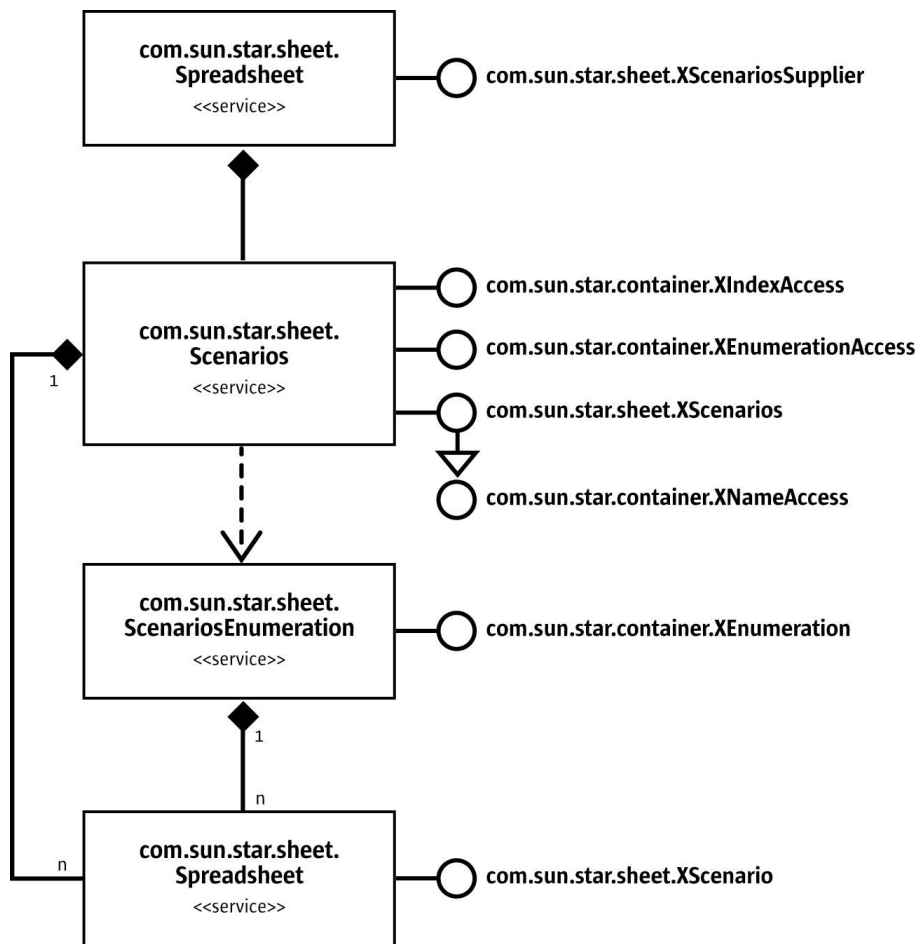 com.sun.star.sheet.
Spreadsheet
<<service>>
com.sun.star.sheet.XScenariosSupplier
com.sun.star.sheet.
Scenarios
<<service>>
com.sun.star.container.XIndexAccess
com.sun.star.container.XEnumerationAccess
com.sun.star.sheet.XScenarios
com.sun.star.container.XNameAccess
1
com.sun.star.sheet.
ScenariosEnumeration
<<service>>
com.sun.star.container.XEnumeration
1
n
com.sun.star.sheet.
Spreadsheet
<<service>>
com.sun.star.sheet.XScenario
n